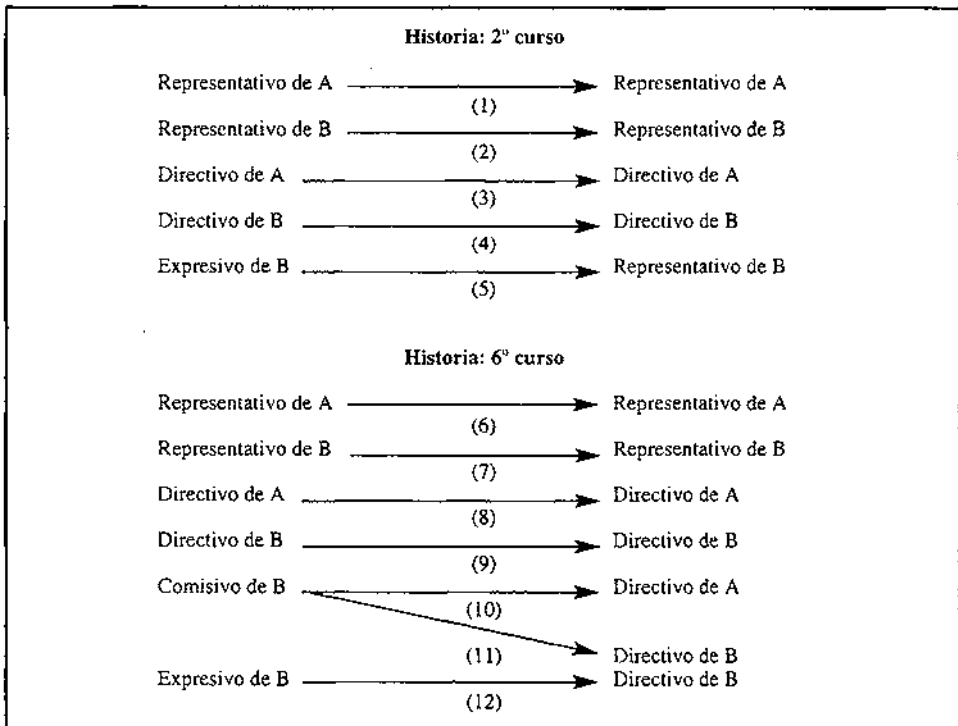 Historia: 2º curso
Representativo de A Representativo de A
(1)
Representativo de B Representativo de B
(2)
Directivo de A Directivo de A
(3)
Directivo de B Directivo de B
(4)
Expresivo de B Representativo de B
(5)
Historia: 6º curso
Representativo de A Representativo de A
(6)
Representativo de B Representativo de B
(7)
Directivo de A Directivo de A
(8)
Directivo de B Directivo de B
(9)
Comisivo de B Directivo de A
(10)
(11) Directivo de B
Expresivo de B Directivo de B
(12)